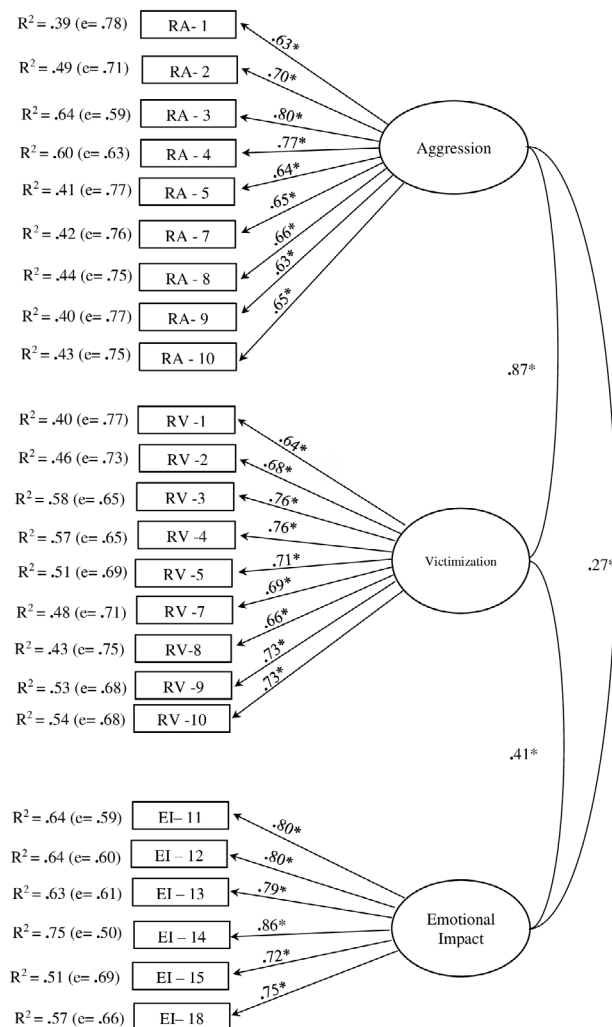 R² = .39 (e= .78) RA- 1 .63*
R² = .49 (e= .71) RA- 2 .70*
R² = .64 (e= .59) RA - 3 .80*
R² = .60 (e= .63) RA - 4 .77*
Aggression
R² = .41 (e= .77) RA - 5 .64*
R² = .42 (e= .76) RA - 7 .65*
R² = .44 (e= .75) RA - 8 .66*
R² = .40 (e= .77) RA- 9 .63*
R² = .43 (e= .75) RA - 10 .65*
.87*
R² = .40 (e= .77) RV -1 .64*
R² = .46 (e= .73) RV -2 .68*
R² = .58 (e= .65) RV -3 .76*
R² = .57 (e= .65) RV -4 .76*
Victimization
.27*
R² = .51 (e= .69) RV -5 .71*
R² = .48 (e= .71) RV -7 .69*
R² = .43 (e= .75) RV-8 .66*
R² = .53 (e= .68) RV -9 .73*
R² = .54 (e= .68) RV -10 .73*
.41*
R² = .64 (e= .59) EI– 11 .80*
R² = .64 (e= .60) EI – 12 .80*
R² = .63 (e= .61) EI – 13 .79*
R² = .75 (e= .50) EI – 14 .86*
Emotional
Impact
R² = .51 (e= .69) EI – 15 .72*
R² = .57 (e= .66) EI– 18 .75*